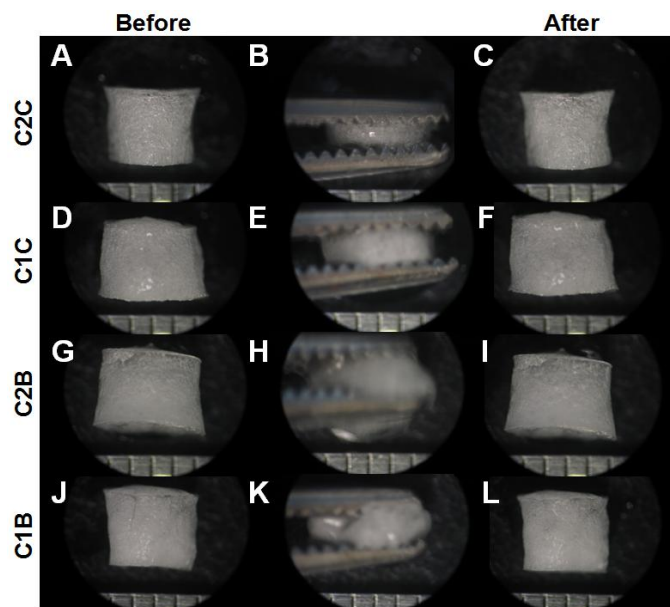 Before After
A B C
C2C
D E F
C1C
G H I
C2B
J K L
C1B